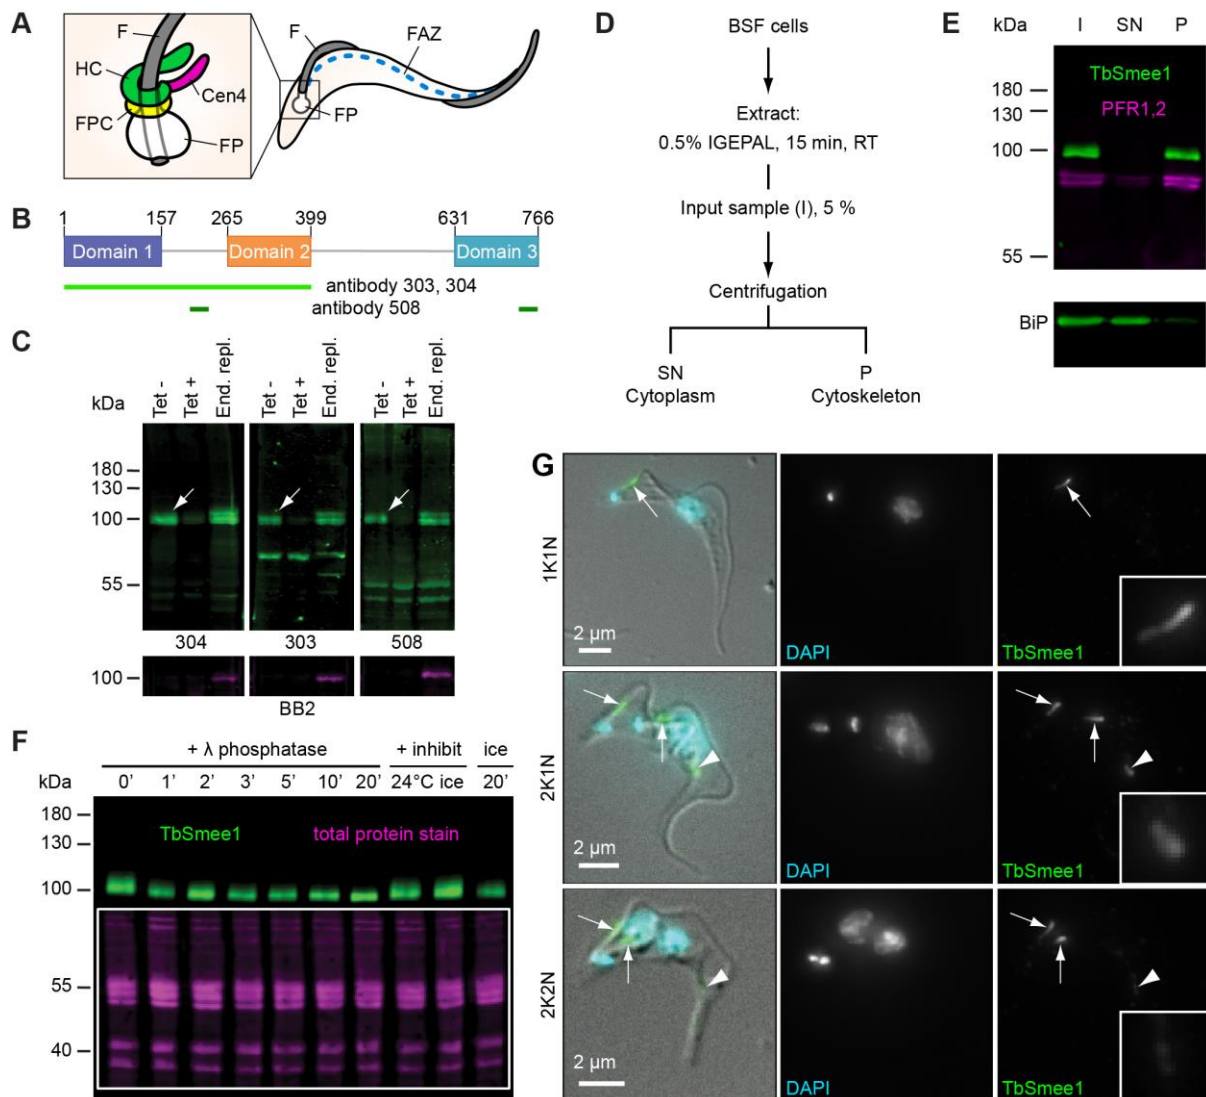 A
F
HC
Cen4
FPC
FP
F
FAZ
FP
B
1 157 265 399 631 766
Domain 1 Domain 2 Domain 3
antibody 303, 304
antibody 508
C
kDa
Tet - Tet + End. repl. Tet - Tet + End. repl. Tet - Tet + End. repl.
180
130
100
55
304 303 508
100
BB2
D
BSF cells
Extract:
0.5% IGEPAL, 15 min, RT
Input sample (I), 5 %
Centrifugation
SN P
Cytoplasm Cytoskeleton
E
kDa I SN P
TbSmee1
PFR1,2
180
130
100
55
BiP
F
+ λ phosphatase + inhibit ice
kDa 0’ 1’ 2’ 3’ 5’ 10’ 20’ 24°C ice 20’
180
130
TbSmee1 total protein stain
100
55
40
G
1K1N
2 µm
DAPI
TbSmee1
2K1N
2 µm
DAPI
TbSmee1
2K2N
2 µm
DAPI
TbSmee1